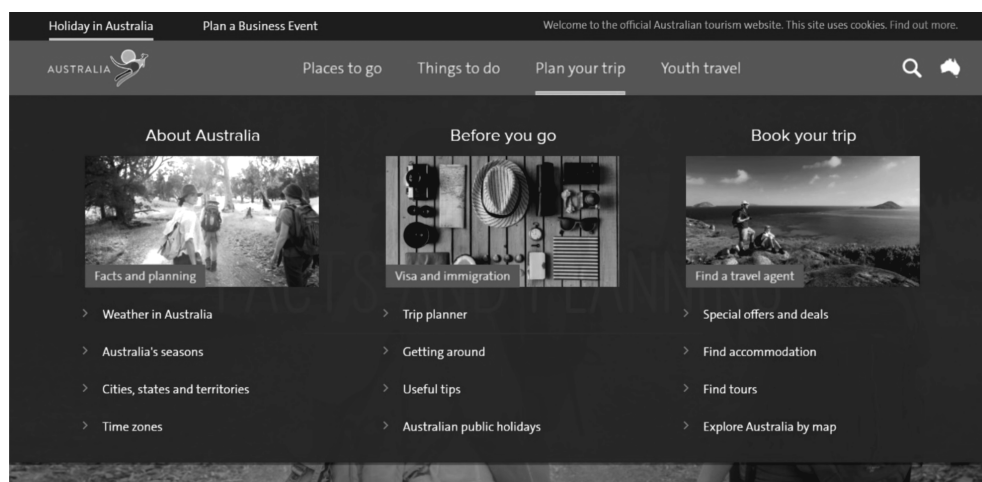 Holiday in Australia Plan a Business Event Welcome to the official Australian tourism website. This site uses cookies. Find out more.
AUSTRALIA Places to go Things to do Plan your trip Youth travel
About Australia Before you go Book your trip
Facts and planning Visa and immigration Find a travel agent
FACTS AND PLANNING
Weather in Australia Trip planner Special offers and deals
Australia's seasons Getting around Find accommodation
Cities, states and territories Useful tips Find tours
Time zones Australian public holidays Explore Australia by map